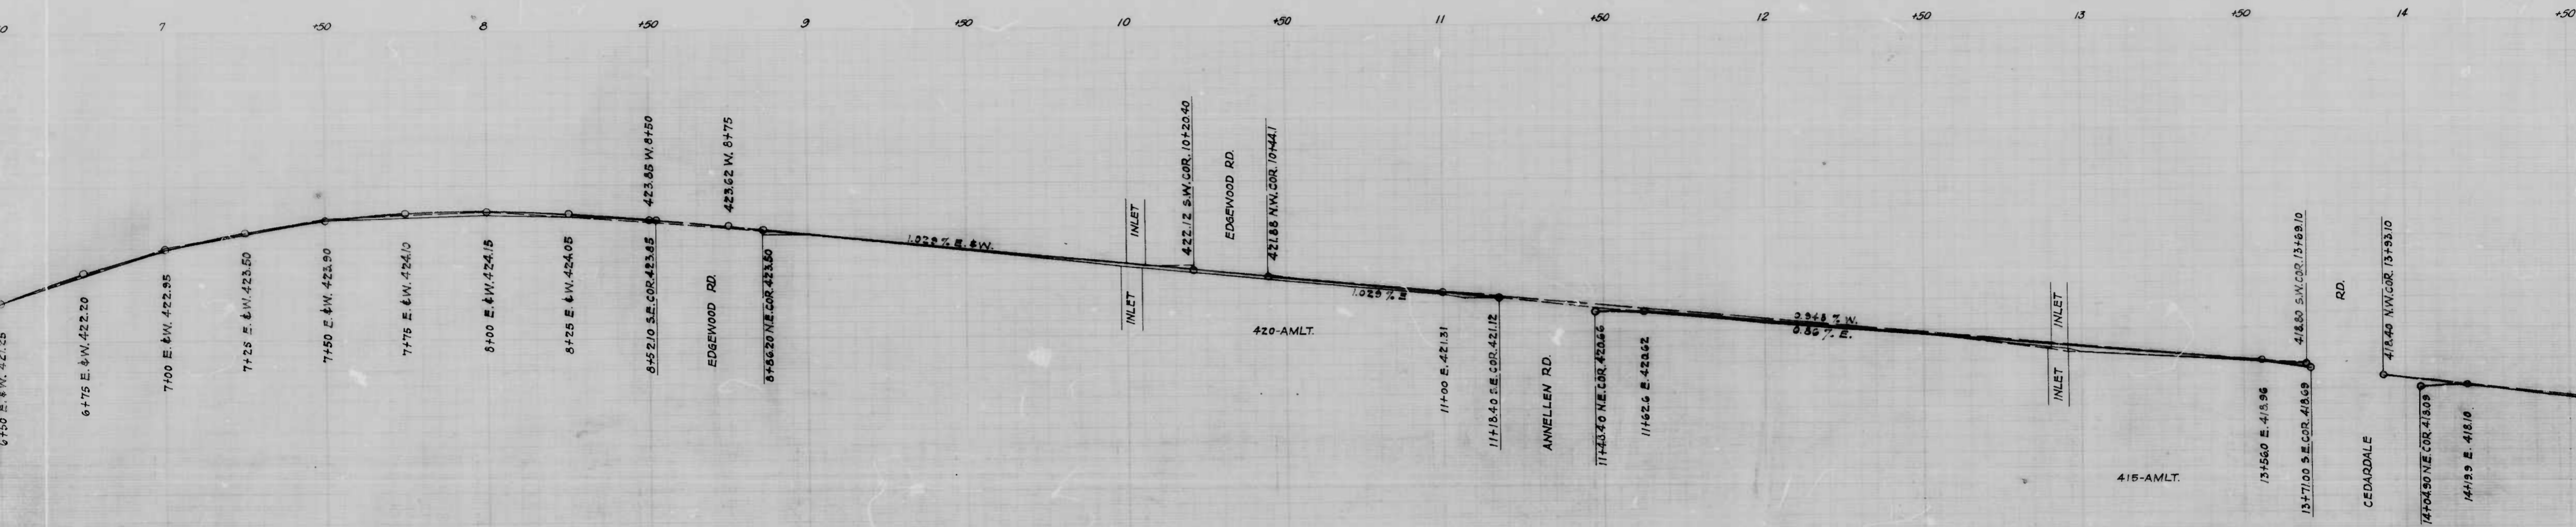 7
+50
8
+50
9
+50
10
+50
11
+50
12
+50
13
+50
14
+50
6+50 E. & W. 421.25
6+75 E. & W. 422.20
7+00 E. & W. 422.95
7+25 E. & W. 423.50
7+50 E. & W. 423.90
7+75 E. & W. 424.10
8+00 E. & W. 424.15
8+25 E. & W. 424.05
423.85 W. 8+50
8+52.10 S.E. COR. 423.85
EDGEWOOD RD.
423.62 W. 8+75
8+86.20 N.E. COR. 423.50
1.029 % E. & W.
INLET
INLET
422.12 S.W. COR. 10+20.40
EDGEWOOD RD.
421.88 N.W. COR. 10+44.1
420-AMLT.
1.029 % E
11+00 E. 421.31
11+18.40 S.E. COR. 421.12
ANNELLEN RD.
11+43.40 N.E. COR. 420.66
11+62.6 E. 420.62
0.948 % W.
0.86 % E.
INLET
INLET
415-AMLT.
13+56.0 E. 418.96
418.80 S.W. COR. 13+69.10
13+71.00 S.E. COR. 418.69
RD.
CEDARDALE
418.40 N.W. COR. 13+93.10
14+04.90 N.E. COR. 418.09
14+19.9 E. 418.10